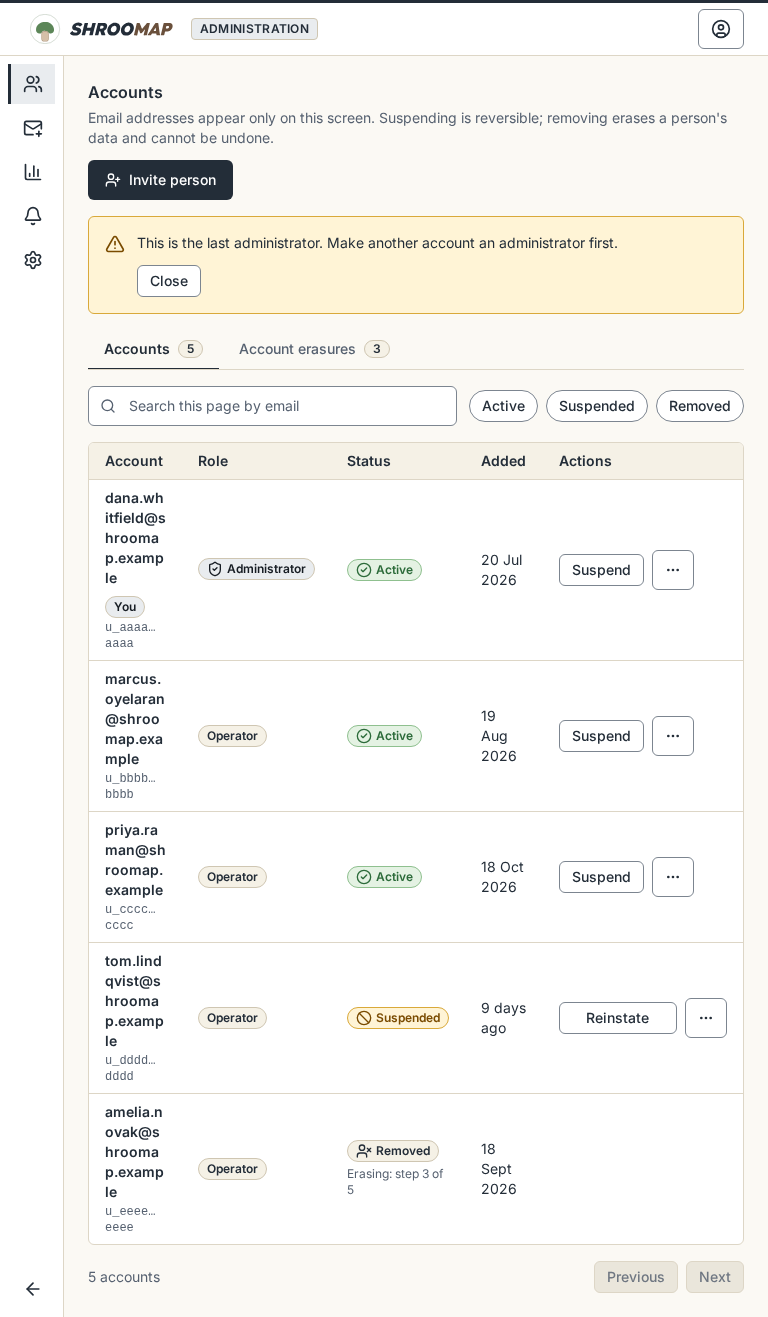 SHROOMAP
ADMINISTRATION
Accounts
Email addresses appear only on this screen. Suspending is reversible; removing erases a person's
data and cannot be undone.
Invite person
This is the last administrator. Make another account an administrator first.
Close
Accounts 5 Account erasures 3
Search this page by email
Active Suspended Removed
Account Role Status Added Actions
dana.wh
itfield@s
hrooma
p.examp
le
You
u_aaaa…
aaaa
Administrator
Active
20 Jul
2026
Suspend
marcus.
oyelaran
@shroo
map.exa
mple
u_bbbb…
bbbb
Operator
Active
19
Aug
2026
Suspend
priya.ra
man@sh
roomap.
example
u_cccc…
cccc
Operator
Active
18 Oct
2026
Suspend
tom.lind
qvist@s
hrooma
p.examp
le
u_dddd…
dddd
Operator
Suspended
9 days
ago
Reinstate
amelia.n
ovak@s
hrooma
p.examp
le
u_eeee…
eeee
Operator
Removed
Erasing: step 3 of
5
18
Sept
2026
5 accounts
Previous Next